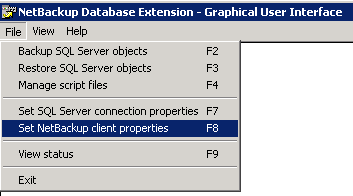 NetBackup Database Extension - Graphical User Interface
File View Help
Backup SQL Server objects F2
Restore SQL Server objects F3
Manage script files F4
Set SQL Server connection properties F7
Set NetBackup client properties F8
View status F9
Exit